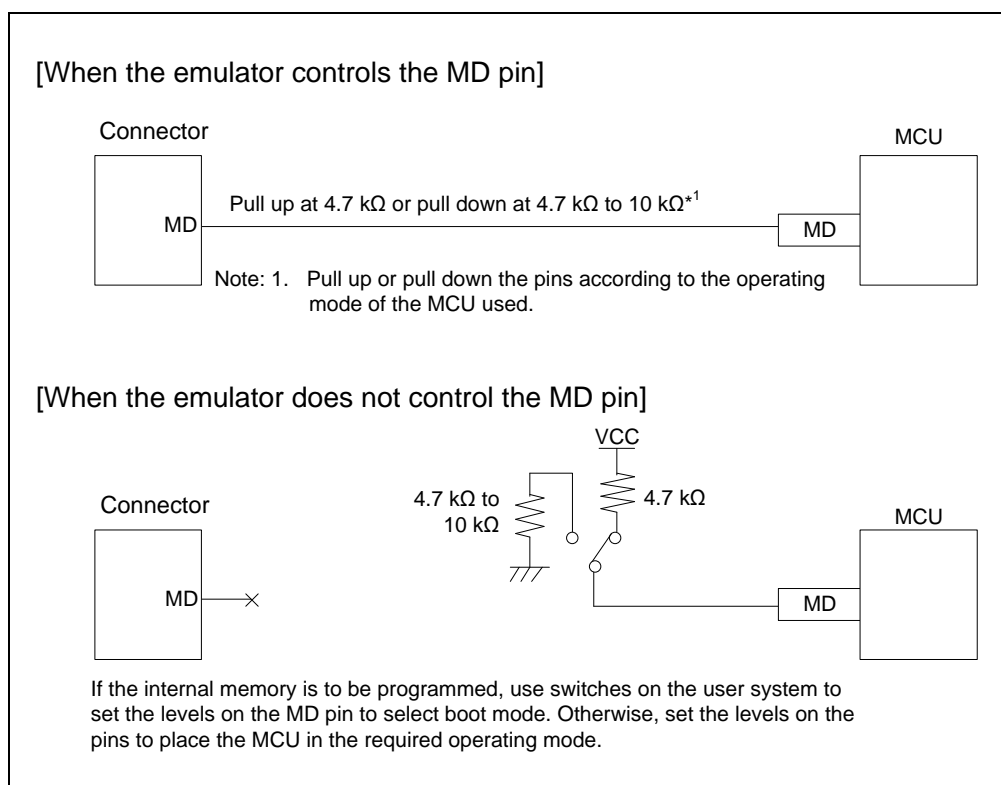 [When the emulator controls the MD pin]
Connector
MCU
Pull up at 4.7 kΩ or pull down at 4.7 kΩ to 10 kΩ*1
MD
MD
Note: 1. Pull up or pull down the pins according to the operating
mode of the MCU used.
[When the emulator does not control the MD pin]
VCC
Connector
4.7 kΩ to
10 kΩ
4.7 kΩ
MCU
MD
MD
If the internal memory is to be programmed, use switches on the user system to
set the levels on the MD pin to select boot mode. Otherwise, set the levels on the
pins to place the MCU in the required operating mode.